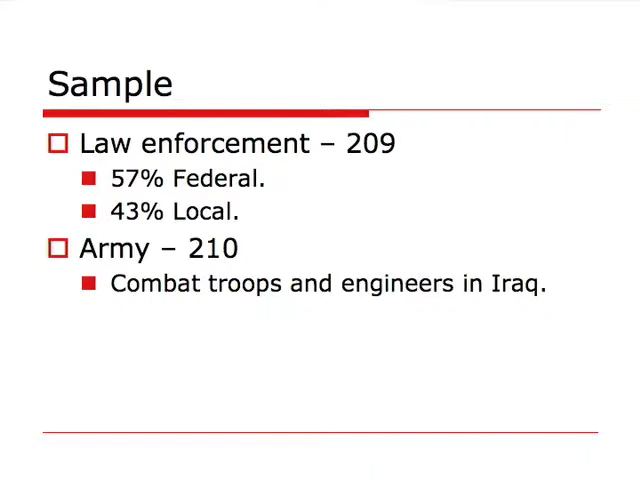 Sample
Law enforcement – 209
57% Federal.
43% Local.
Army – 210
Combat troops and engineers in Iraq.